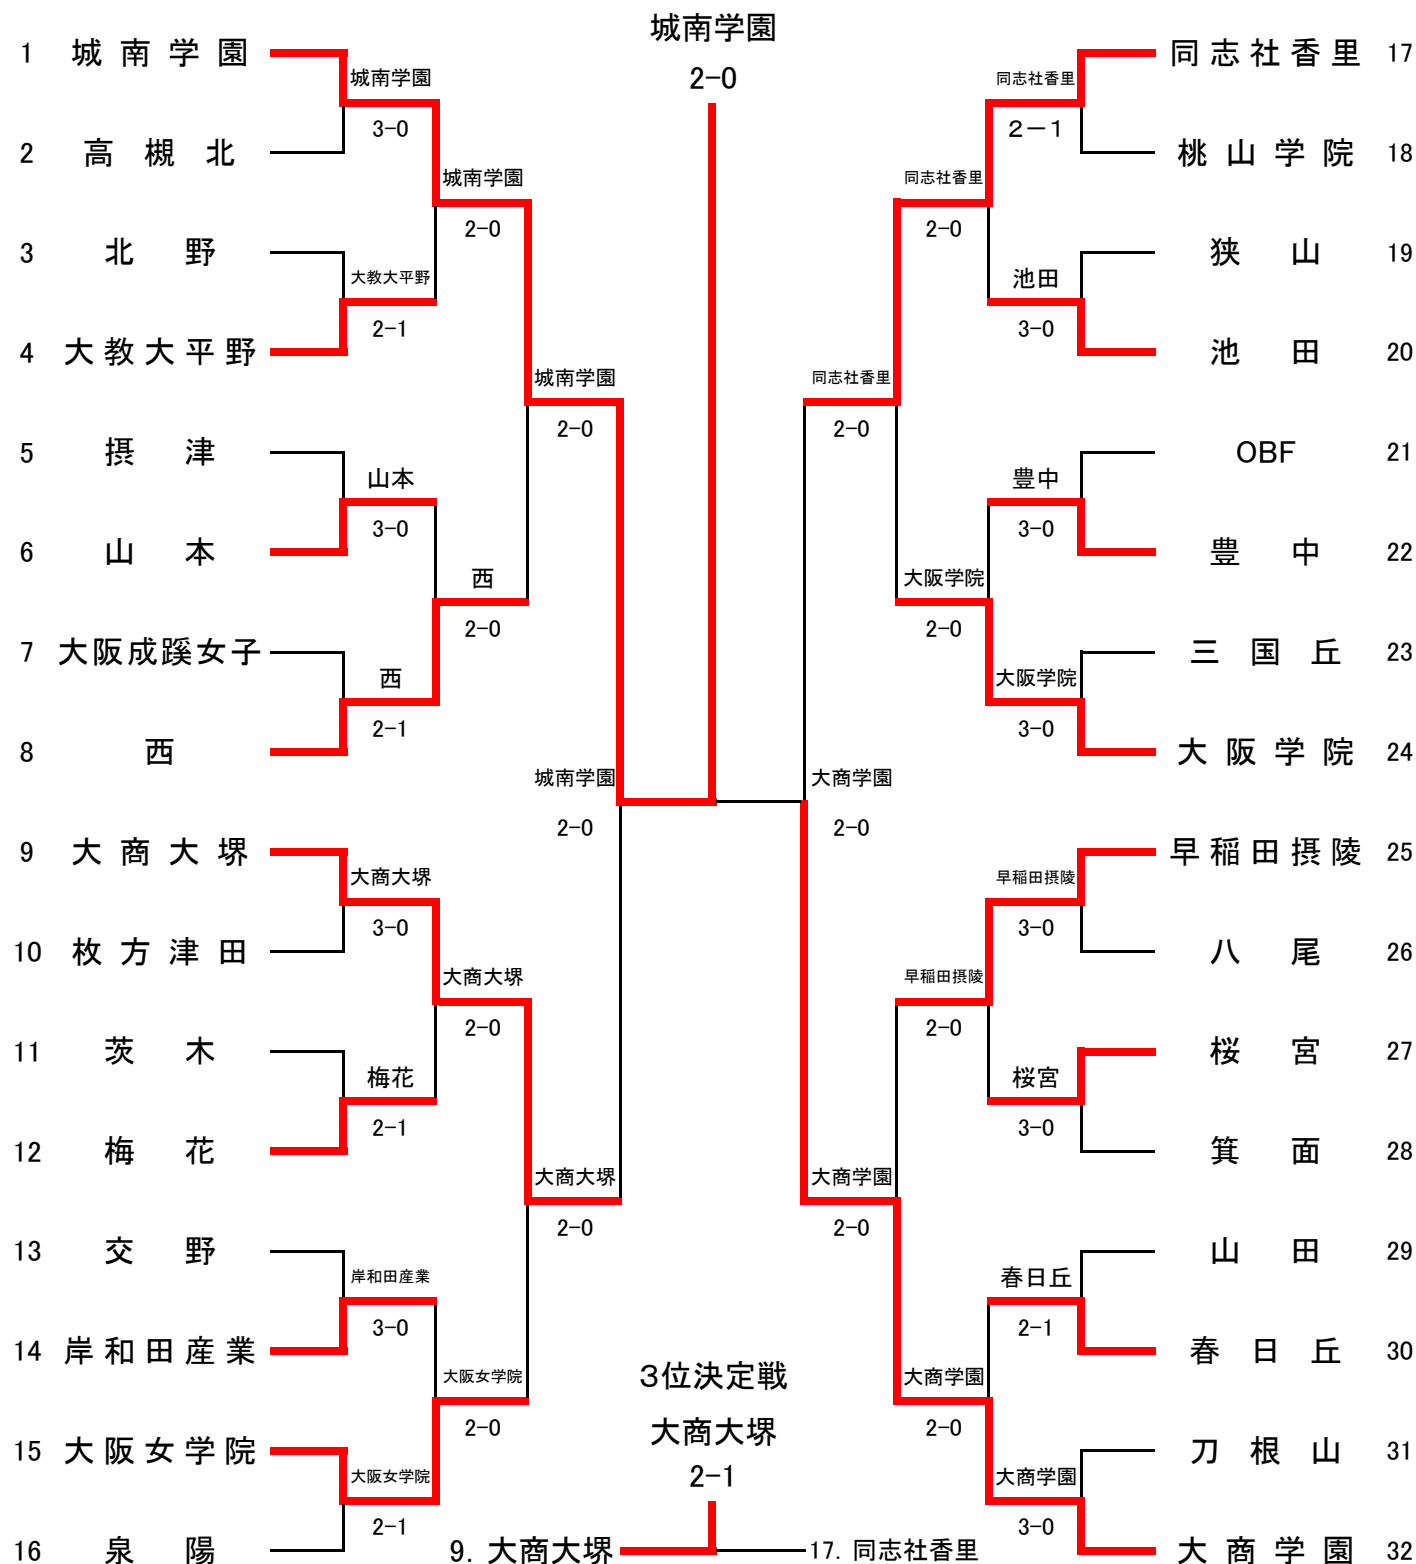 城南学園
2-0
1 城南学園
城南学園
3-0
2 高槻北
城南学園
2-0
3 北野
大教大平野
2-1
4 大教大平野
城南学園
2-0
5 摂津
山本
3-0
6 山本
西
2-0
7 大阪成蹊女子
西
2-1
8 西
城南学園
2-0
9 大商大堺
大商大堺
3-0
10 枚方津田
大商大堺
2-0
11 茨木
梅花
2-1
12 梅花
大商大堺
2-0
13 交野
岸和田産業
3-0
14 岸和田産業
大阪女学院
2-0
15 大阪女学院
大阪女学院
2-1
16 泉陽
同志社香里 17
同志社香里
2-1
桃山学院 18
同志社香里
2-0
狭山 19
池田
3-0
池田 20
同志社香里
2-0
OBF 21
豊中
3-0
豊中 22
大阪学院
2-0
三国丘 23
大阪学院
3-0
大阪学院 24
大商学園
2-0
早稲田摂陵 25
早稲田摂陵
3-0
八尾 26
早稲田摂陵
2-0
桜宮 27
桜宮
3-0
箕面 28
大商学園
2-0
山田 29
春日丘
2-1
春日丘 30
大商学園
2-0
刀根山 31
大商学園
3-0
大商学園 32
3位決定戦
大商大堺
2-1
9. 大商大堺
17. 同志社香里